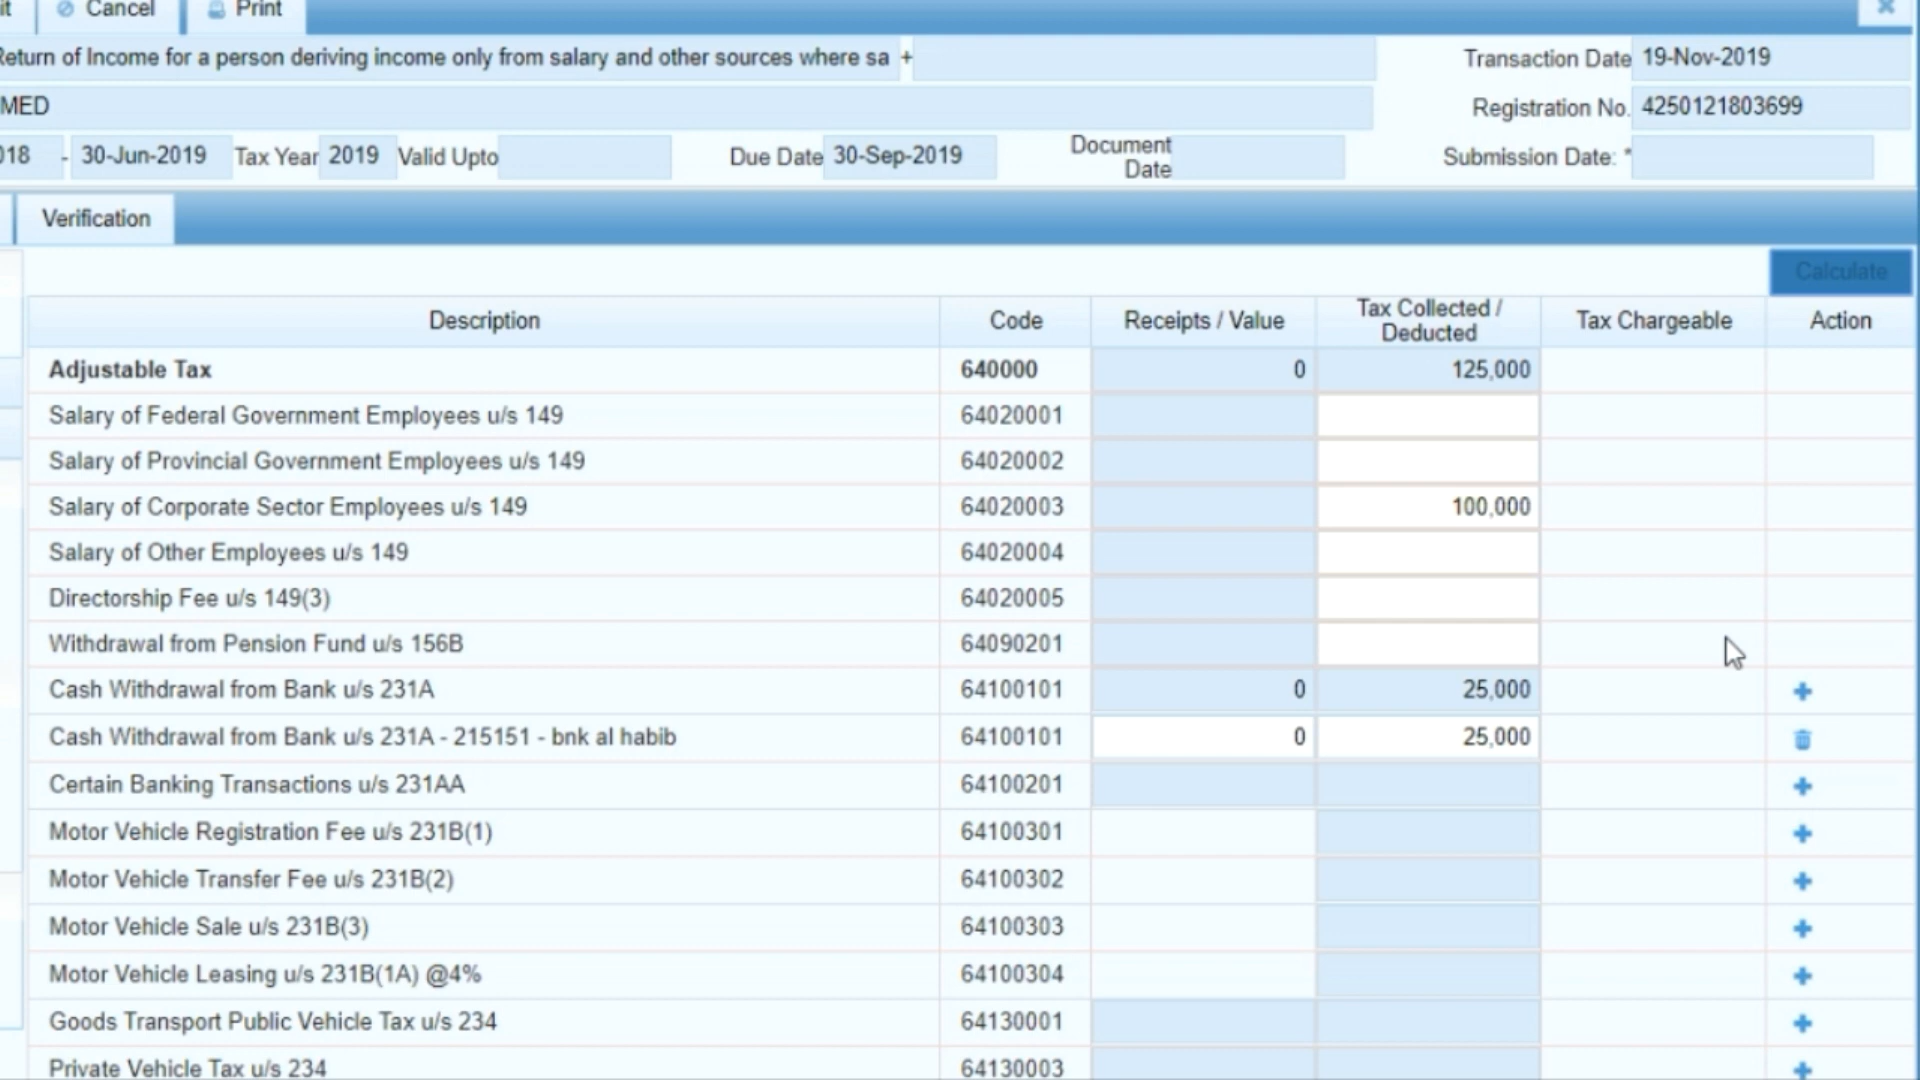 it Cancel Print
Return of Income for a person deriving income only from salary and other sources where sa + Transaction Date 19-Nov-2019
MED Registration No. 4250121803699
018 - 30-Jun-2019 Tax Year 2019 Valid Upto Due Date 30-Sep-2019 Document Date Submission Date: *
Verification
Calculate
Description Code Receipts / Value Tax Collected / Deducted Tax Chargeable Action
Adjustable Tax 640000 0 125,000
Salary of Federal Government Employees u/s 149 64020001
Salary of Provincial Government Employees u/s 149 64020002
Salary of Corporate Sector Employees u/s 149 64020003 100,000
Salary of Other Employees u/s 149 64020004
Directorship Fee u/s 149(3) 64020005
Withdrawal from Pension Fund u/s 156B 64090201
Cash Withdrawal from Bank u/s 231A 64100101 0 25,000
Cash Withdrawal from Bank u/s 231A - 215151 - bnk al habib 64100101 0 25,000
Certain Banking Transactions u/s 231AA 64100201
Motor Vehicle Registration Fee u/s 231B(1) 64100301
Motor Vehicle Transfer Fee u/s 231B(2) 64100302
Motor Vehicle Sale u/s 231B(3) 64100303
Motor Vehicle Leasing u/s 231B(1A) @4% 64100304
Goods Transport Public Vehicle Tax u/s 234 64130001
Private Vehicle Tax u/s 234 64130003